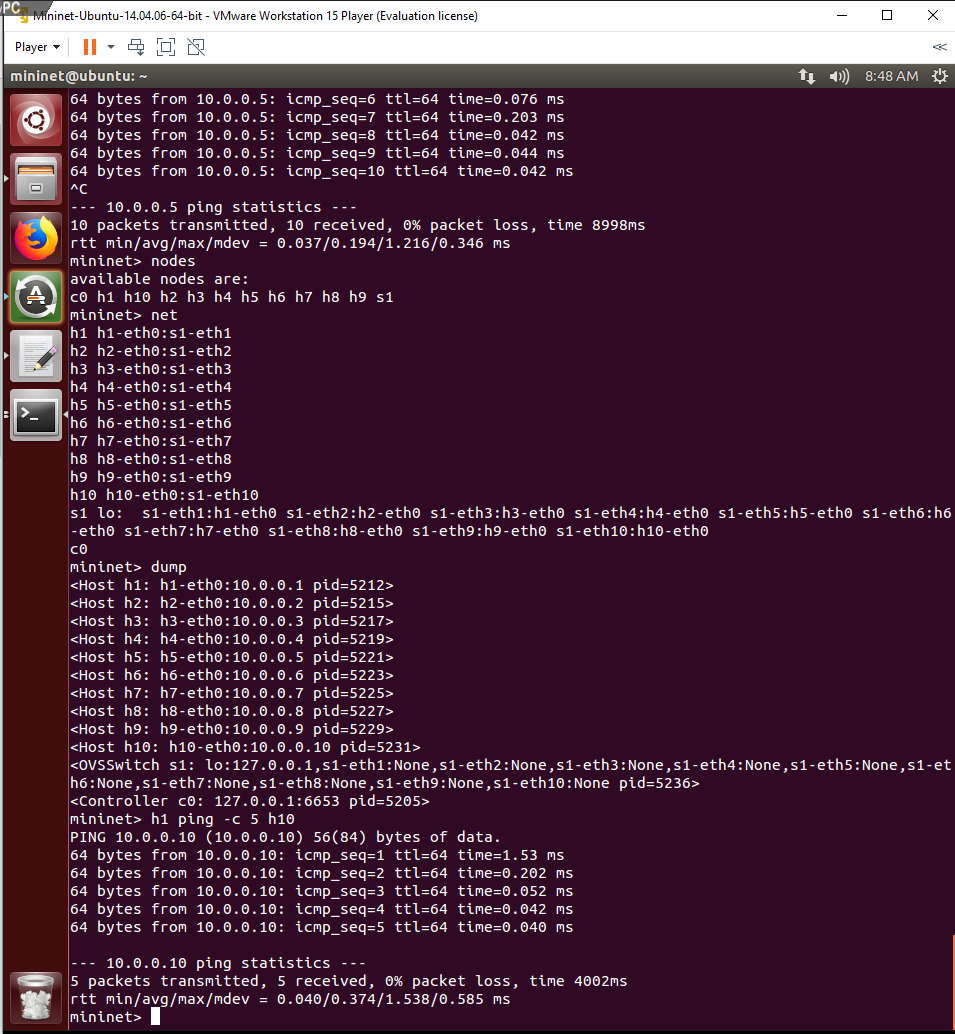 PC
Mininet-Ubuntu-14.04.06-64-bit - VMware Workstation 15 Player (Evaluation license)
Player
mininet@ubuntu: ~
8:48 AM
64 bytes from 10.0.0.5: icmp_seq=6 ttl=64 time=0.076 ms
64 bytes from 10.0.0.5: icmp_seq=7 ttl=64 time=0.203 ms
64 bytes from 10.0.0.5: icmp_seq=8 ttl=64 time=0.042 ms
64 bytes from 10.0.0.5: icmp_seq=9 ttl=64 time=0.044 ms
64 bytes from 10.0.0.5: icmp_seq=10 ttl=64 time=0.042 ms
^C
--- 10.0.0.5 ping statistics ---
10 packets transmitted, 10 received, 0% packet loss, time 8998ms
rtt min/avg/max/mdev = 0.037/0.194/1.216/0.346 ms
mininet> nodes
available nodes are:
c0 h1 h10 h2 h3 h4 h5 h6 h7 h8 h9 s1
mininet> net
h1 h1-eth0:s1-eth1
h2 h2-eth0:s1-eth2
h3 h3-eth0:s1-eth3
h4 h4-eth0:s1-eth4
h5 h5-eth0:s1-eth5
h6 h6-eth0:s1-eth6
h7 h7-eth0:s1-eth7
h8 h8-eth0:s1-eth8
h9 h9-eth0:s1-eth9
h10 h10-eth0:s1-eth10
s1 lo:  s1-eth1:h1-eth0 s1-eth2:h2-eth0 s1-eth3:h3-eth0 s1-eth4:h4-eth0 s1-eth5:h5-eth0 s1-eth6:h6
-eth0 s1-eth7:h7-eth0 s1-eth8:h8-eth0 s1-eth9:h9-eth0 s1-eth10:h10-eth0
c0
mininet> dump
<Host h1: h1-eth0:10.0.0.1 pid=5212>
<Host h2: h2-eth0:10.0.0.2 pid=5215>
<Host h3: h3-eth0:10.0.0.3 pid=5217>
<Host h4: h4-eth0:10.0.0.4 pid=5219>
<Host h5: h5-eth0:10.0.0.5 pid=5221>
<Host h6: h6-eth0:10.0.0.6 pid=5223>
<Host h7: h7-eth0:10.0.0.7 pid=5225>
<Host h8: h8-eth0:10.0.0.8 pid=5227>
<Host h9: h9-eth0:10.0.0.9 pid=5229>
<Host h10: h10-eth0:10.0.0.10 pid=5231>
<OVSSwitch s1: lo:127.0.0.1,s1-eth1:None,s1-eth2:None,s1-eth3:None,s1-eth4:None,s1-eth5:None,s1-et
h6:None,s1-eth7:None,s1-eth8:None,s1-eth9:None,s1-eth10:None pid=5236>
<Controller c0: 127.0.0.1:6653 pid=5205>
mininet> h1 ping -c 5 h10
PING 10.0.0.10 (10.0.0.10) 56(84) bytes of data.
64 bytes from 10.0.0.10: icmp_seq=1 ttl=64 time=1.53 ms
64 bytes from 10.0.0.10: icmp_seq=2 ttl=64 time=0.202 ms
64 bytes from 10.0.0.10: icmp_seq=3 ttl=64 time=0.052 ms
64 bytes from 10.0.0.10: icmp_seq=4 ttl=64 time=0.042 ms
64 bytes from 10.0.0.10: icmp_seq=5 ttl=64 time=0.040 ms
--- 10.0.0.10 ping statistics ---
5 packets transmitted, 5 received, 0% packet loss, time 4002ms
rtt min/avg/max/mdev = 0.040/0.374/1.538/0.585 ms
mininet>